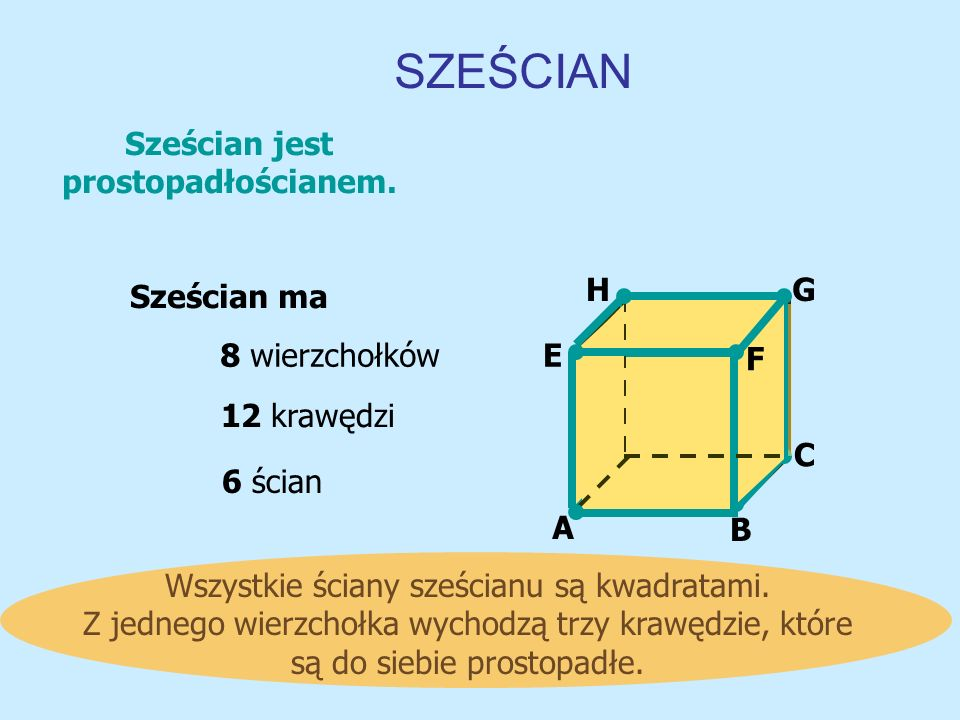 SZEŚCIAN
Sześcian jest
prostopadłościanem.
Sześcian ma
8 wierzchołków
12 krawędzi
6 ścian
H
G
E
F
C
A
B
Wszystkie ściany sześcianu są kwadratami.
Z jednego wierzchołka wychodzą trzy krawędzie, które
są do siebie prostopadłe.